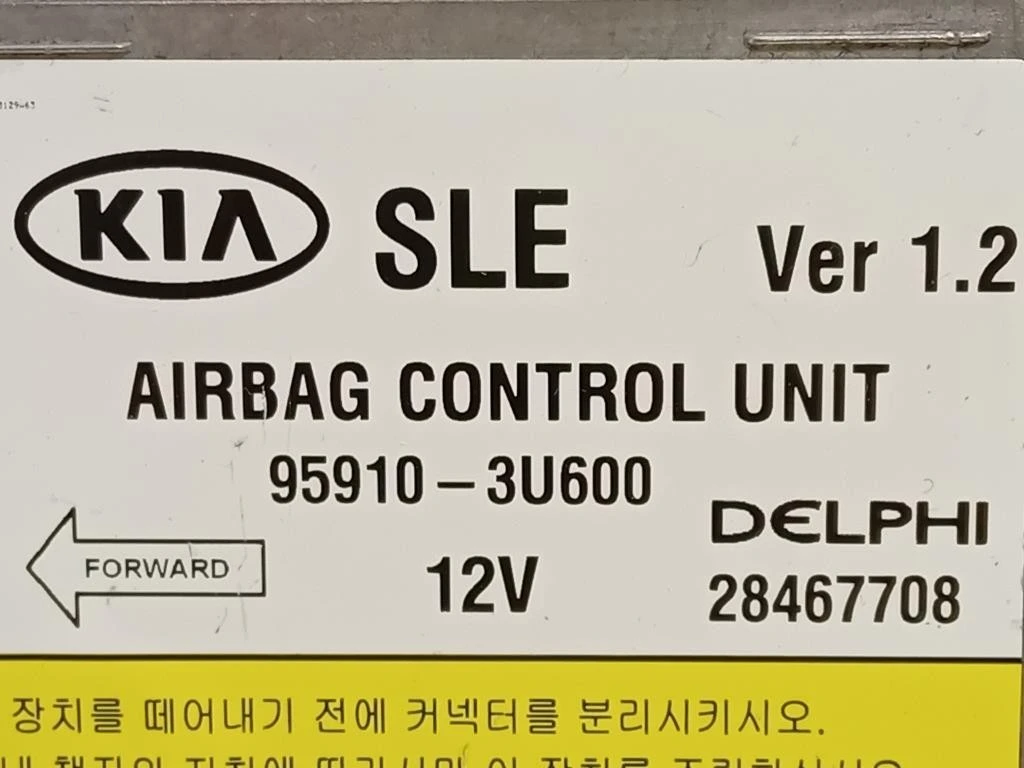 KIA SLE Ver 1.2
AIRBAG CONTROL UNIT
95910-3U600
DELPHI
FORWARD
12V
28467708
장치를 떼어내기 전에 커넥터를 분리시키시오.